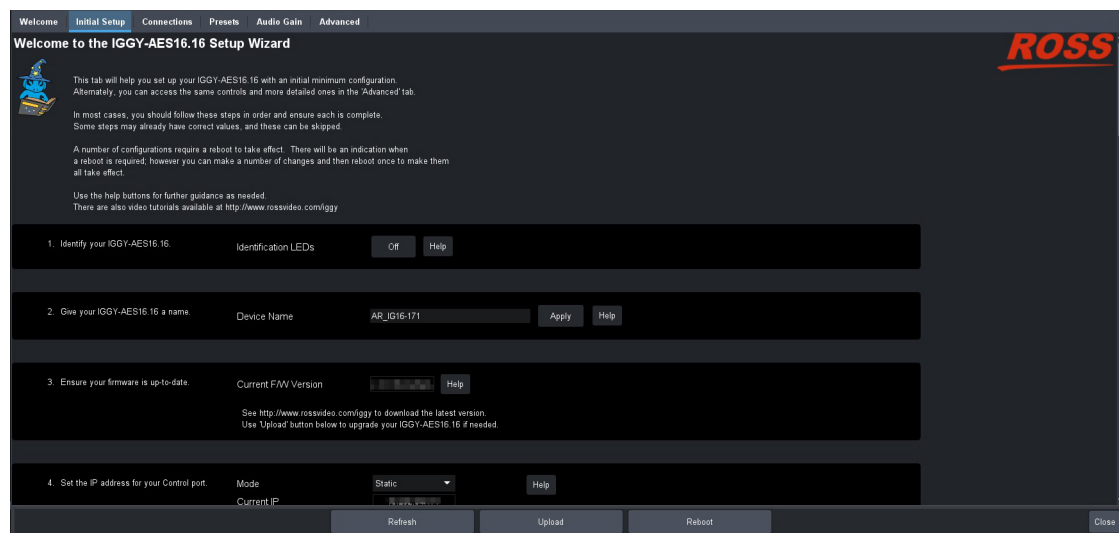 Welcome Initial Setup Connections Presets Audio Gain Advanced
Welcome to the IGGY-AES16.16 Setup Wizard
ROSS
This tab will help you set up your IGGY-AES16.16 with an initial minimum configuration.
Alternately, you can access the same controls and more detailed ones in the 'Advanced' tab.
In most cases, you should follow these steps in order and ensure each is complete.
Some steps may already have correct values, and these can be skipped.
A number of configurations require a reboot to take effect. There will be an indication when
a reboot is required; however you can make a number of changes and then reboot once to make them
all take effect.
Use the help buttons for further guidance as needed.
There are also video tutorials available at http://www.rossvideo.com/iggy
1. Identify your IGGY-AES16.16. Identification LEDs Off Help
2. Give your IGGY-AES16.16 a name. Device Name AR_IG16-171 Apply Help
3. Ensure your firmware is up-to-date. Current F/W Version Help
See http://www.rossvideo.com/iggy to download the latest version.
Use 'Upload' button below to upgrade your IGGY-AES16.16 if needed.
4. Set the IP address for your Control port. Mode Static Help
Current IP
Refresh Upload Reboot Close